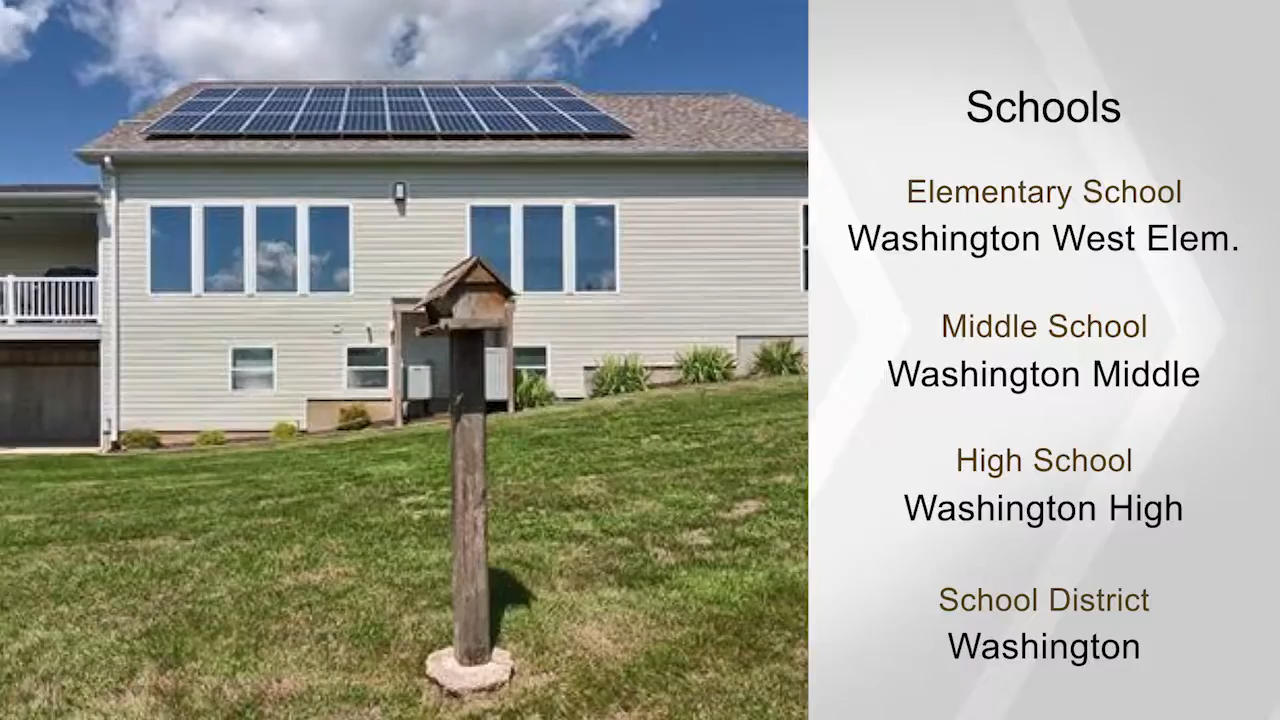 Schools
Elementary School
Washington West Elem.
Middle School
Washington Middle
High School
Washington High
School District
Washington